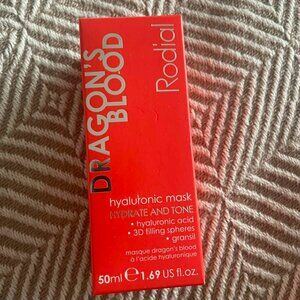 DRAGON'S
BLOOD
Rodial
hyalutonic mask
HYDRATE AND TONE
• hyaluronic acid
• 3D filling spheres
• gransil
masque dragon's blood
à l'acide hyaluronique
50ml e 1.69 US fl.oz.